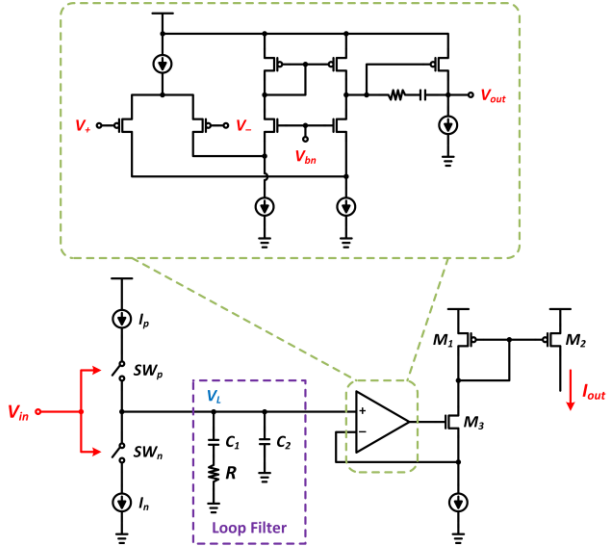 V+
V−
Vbn
Vout
Ip
SWp
Vin
SWn
In
VL
C1
R
C2
Loop Filter
+
−
M1
M2
M3
Iout